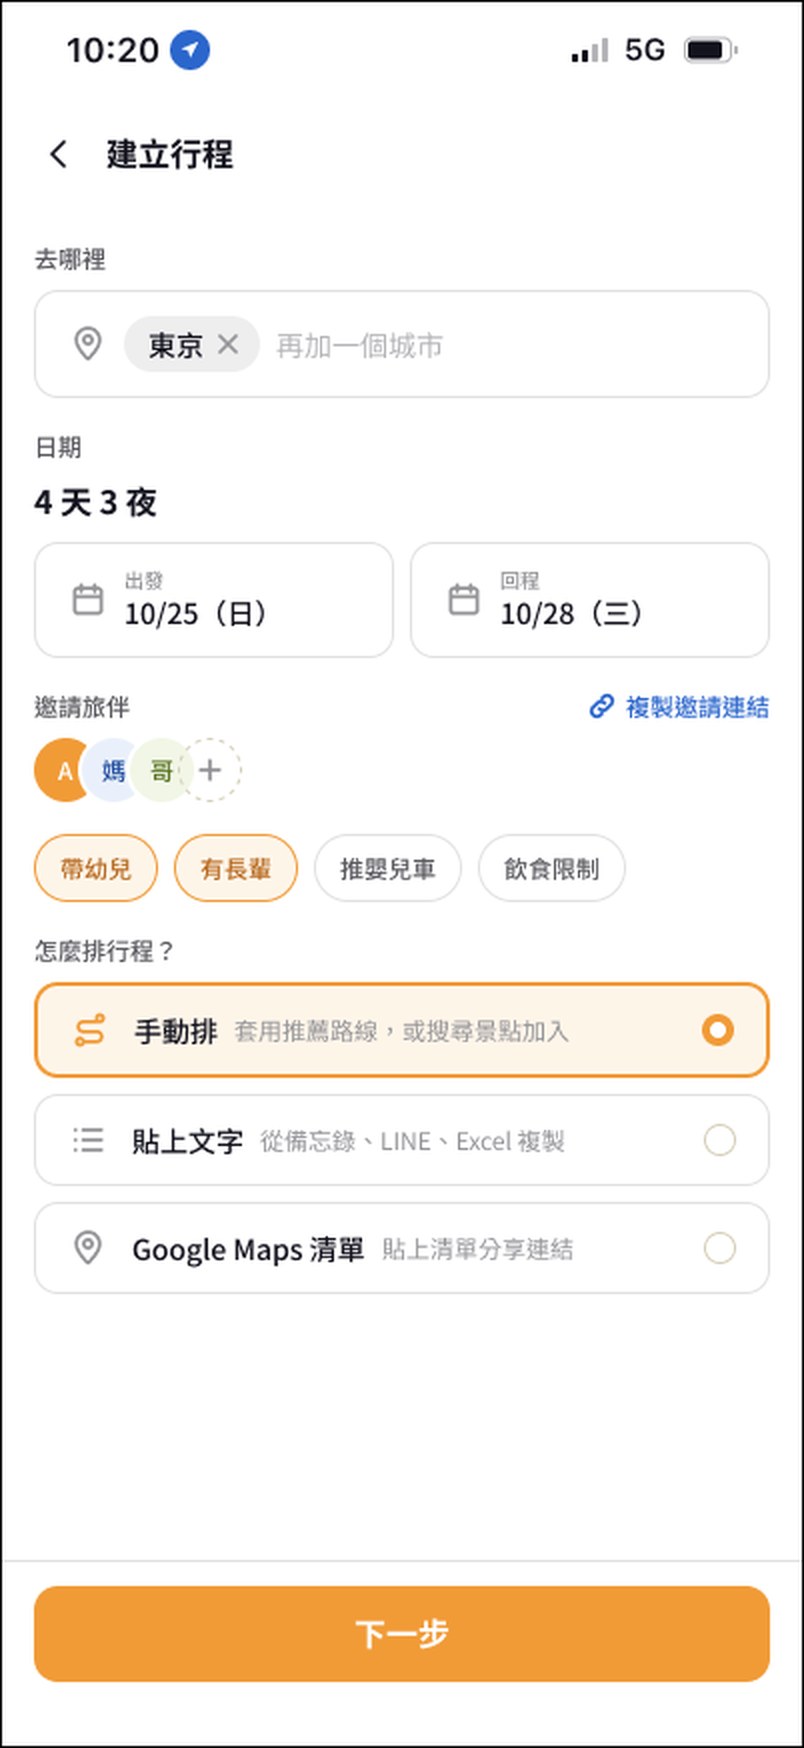 10:20 5G
建立行程
去哪裡
東京 再加一個城市
日期
4 天 3 夜
出發
10/25（日）
回程
10/28（三）
邀請旅伴 複製邀請連結
A 媽 哥
帶幼兒 有長輩 推嬰兒車 飲食限制
怎麼排行程？
手動排 套用推薦路線，或搜尋景點加入
貼上文字 從備忘錄、LINE、Excel 複製
Google Maps 清單 貼上清單分享連結
下一步